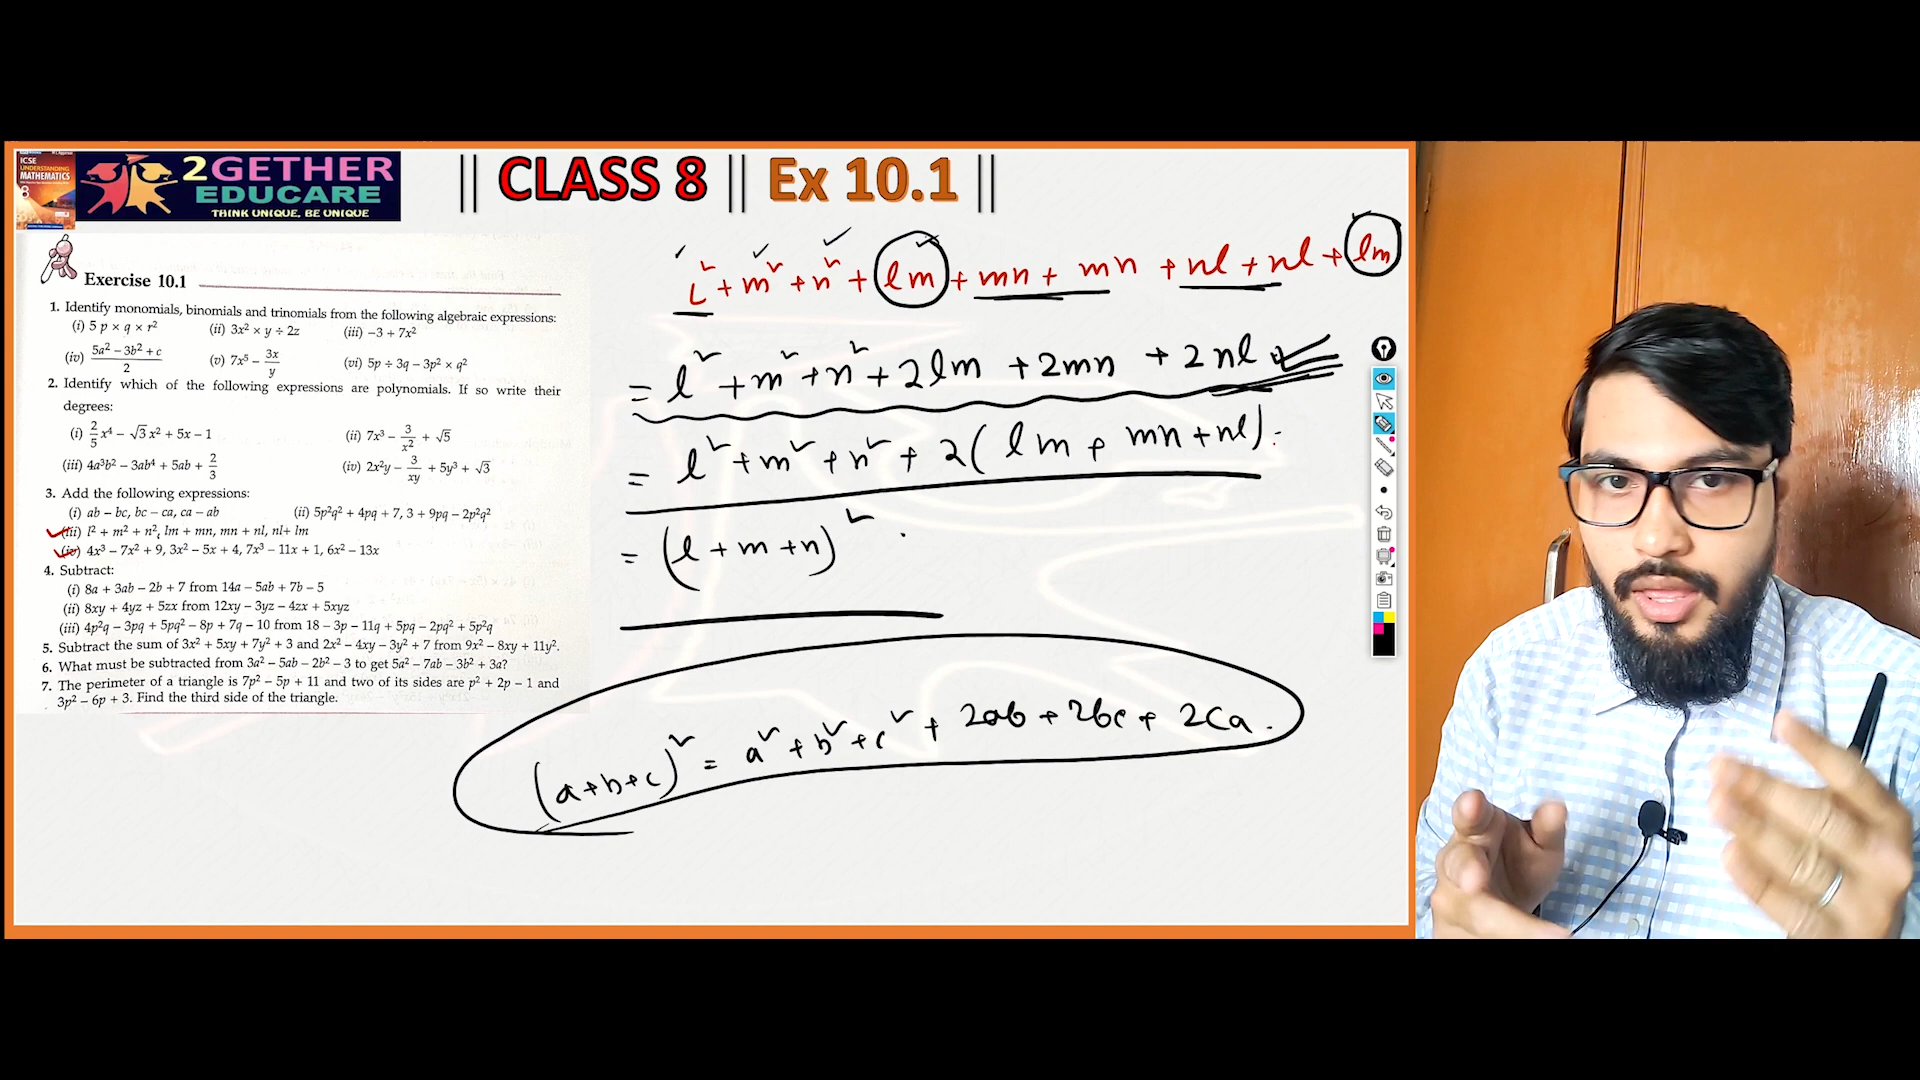 ICSE
UNDERSTANDING
MATHEMATICS
8
2GETHER
EDUCARE
THINK UNIQUE, BE UNIQUE
|| CLASS 8 || Ex 10.1 ||
Exercise 10.1
1. Identify monomials, binomials and trinomials from the following algebraic expressions:
(i) 5 p × q × r² (ii) 3x² × y ÷ 2z (iii) −3 + 7x²
(iv) (5a² − 3b² + c)/2 (v) 7x⁵ − 3x/y (vi) 5p ÷ 3q − 3p² × q²
2. Identify which of the following expressions are polynomials. If so write their
degrees:
(i) 2/5 x⁴ − √3 x² + 5x − 1 (ii) 7x³ − 3/x² + √5
(iii) 4a³b² − 3ab⁴ + 5ab + 2/3 (iv) 2x²y − 3/xy + 5y³ + √3
3. Add the following expressions:
(i) ab − bc, bc − ca, ca − ab (ii) 5p²q² + 4pq + 7, 3 + 9pq − 2p²q²
(iii) l² + m² + n², lm + mn, mn + nl, nl + lm
(iv) 4x³ − 7x² + 9, 3x² − 5x + 4, 7x³ − 11x + 1, 6x² − 13x
4. Subtract:
(i) 8a + 3ab − 2b + 7 from 14a − 5ab + 7b − 5
(ii) 8xy + 4yz + 5zx from 12xy − 3yz − 4zx + 5xyz
(iii) 4p²q − 3pq + 5pq² − 8p + 7q − 10 from 18 − 3p − 11q + 5pq − 2pq² + 5p²q
5. Subtract the sum of 3x² + 5xy + 7y² + 3 and 2x² − 4xy − 3y² + 7 from 9x² − 8xy + 11y².
6. What must be subtracted from 3a² − 5ab − 2b² − 3 to get 5a² − 7ab − 3b² + 3a?
7. The perimeter of a triangle is 7p² − 5p + 11 and two of its sides are p² + 2p − 1 and
3p² − 6p + 3. Find the third side of the triangle.
l² + m² + n² + lm + mn + mn + nl + nl + lm
= l² + m² + n² + 2lm + 2mn + 2nl
= l² + m² + n² + 2(lm + mn + nl)
= (l + m + n)²
(a+b+c)² = a² + b² + c² + 2ab + 2bc + 2ca.